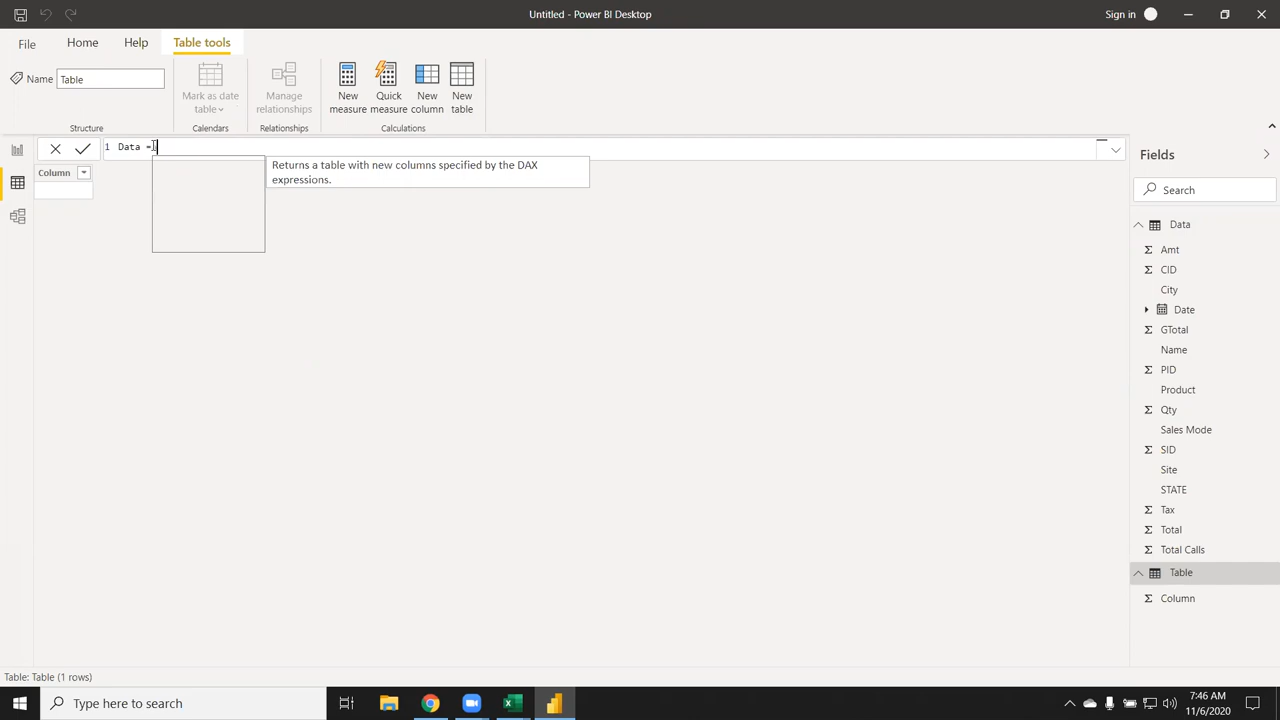 Untitled - Power BI Desktop
Sign in
File
Home
Help
Table tools
Name
Table
Mark as date
table
Manage
relationships
New
measure
Quick
measure
New
column
New
table
Structure
Calendars
Relationships
Calculations
1 Data =
Returns a table with new columns specified by the DAX
expressions.
Column
Fields
Search
Data
Amt
CID
City
Date
GTotal
Name
PID
Product
Qty
Sales Mode
SID
Site
STATE
Tax
Total
Total Calls
Table
Column
Table: Table (1 rows)
Type here to search
7:46 AM
11/6/2020